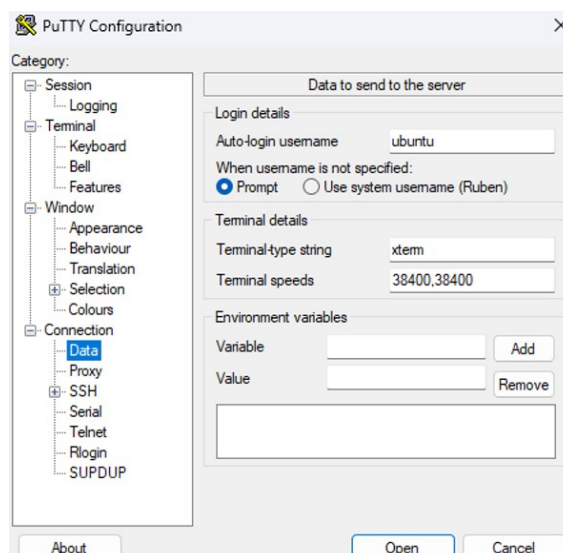 PuTTY Configuration
Category:
Session
Logging
Terminal
Keyboard
Bell
Features
Window
Appearance
Behaviour
Translation
Selection
Colours
Connection
Data
Proxy
SSH
Serial
Telnet
Rlogin
SUPDUP
Data to send to the server
Login details
Auto-login username ubuntu
When username is not specified:
Prompt Use system username (Ruben)
Terminal details
Terminal-type string xterm
Terminal speeds 38400,38400
Environment variables
Variable Add
Value Remove
About Open Cancel